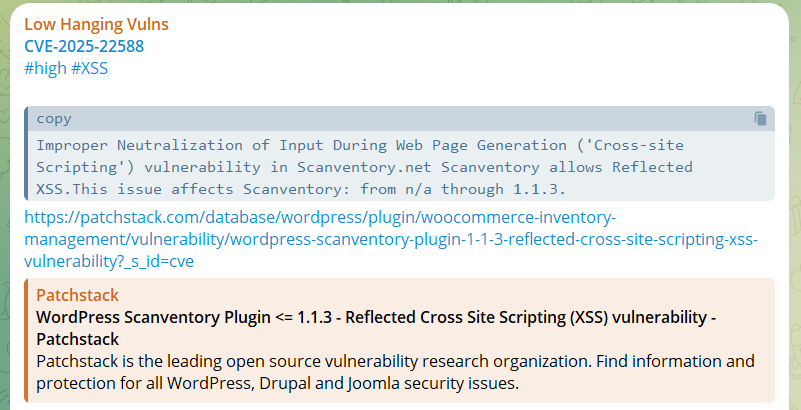 Low Hanging Vulns
CVE-2025-22588
#high #XSS
copy
Improper Neutralization of Input During Web Page Generation ('Cross-site
Scripting') vulnerability in Scanventory.net Scanventory allows Reflected
XSS.This issue affects Scanventory: from n/a through 1.1.3.
https://patchstack.com/database/wordpress/plugin/woocommerce-inventory-
management/vulnerability/wordpress-scanventory-plugin-1-1-3-reflected-cross-site-scripting-xss-
vulnerability?_s_id=cve
Patchstack
WordPress Scanventory Plugin <= 1.1.3 - Reflected Cross Site Scripting (XSS) vulnerability -
Patchstack
Patchstack is the leading open source vulnerability research organization. Find information and
protection for all WordPress, Drupal and Joomla security issues.